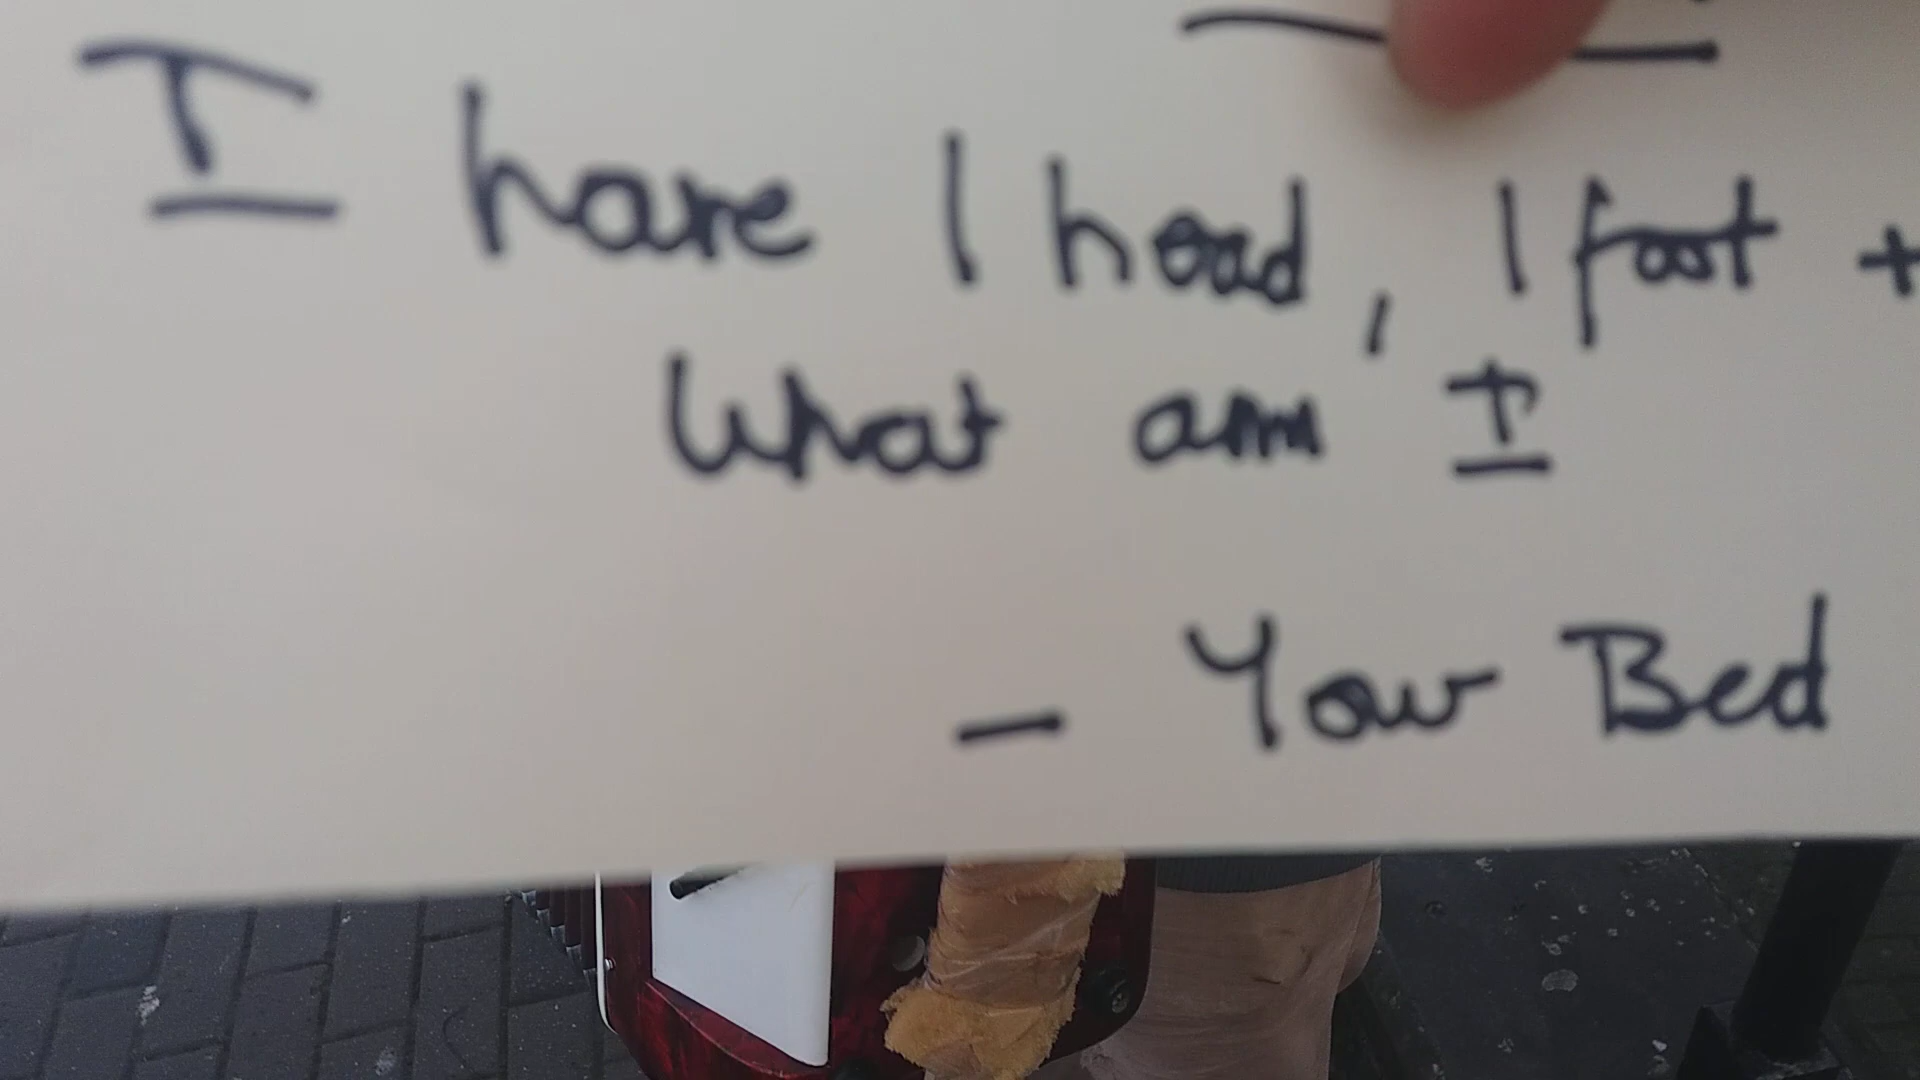 I have 1 head, 1 foot +
What am I
- Your Bed